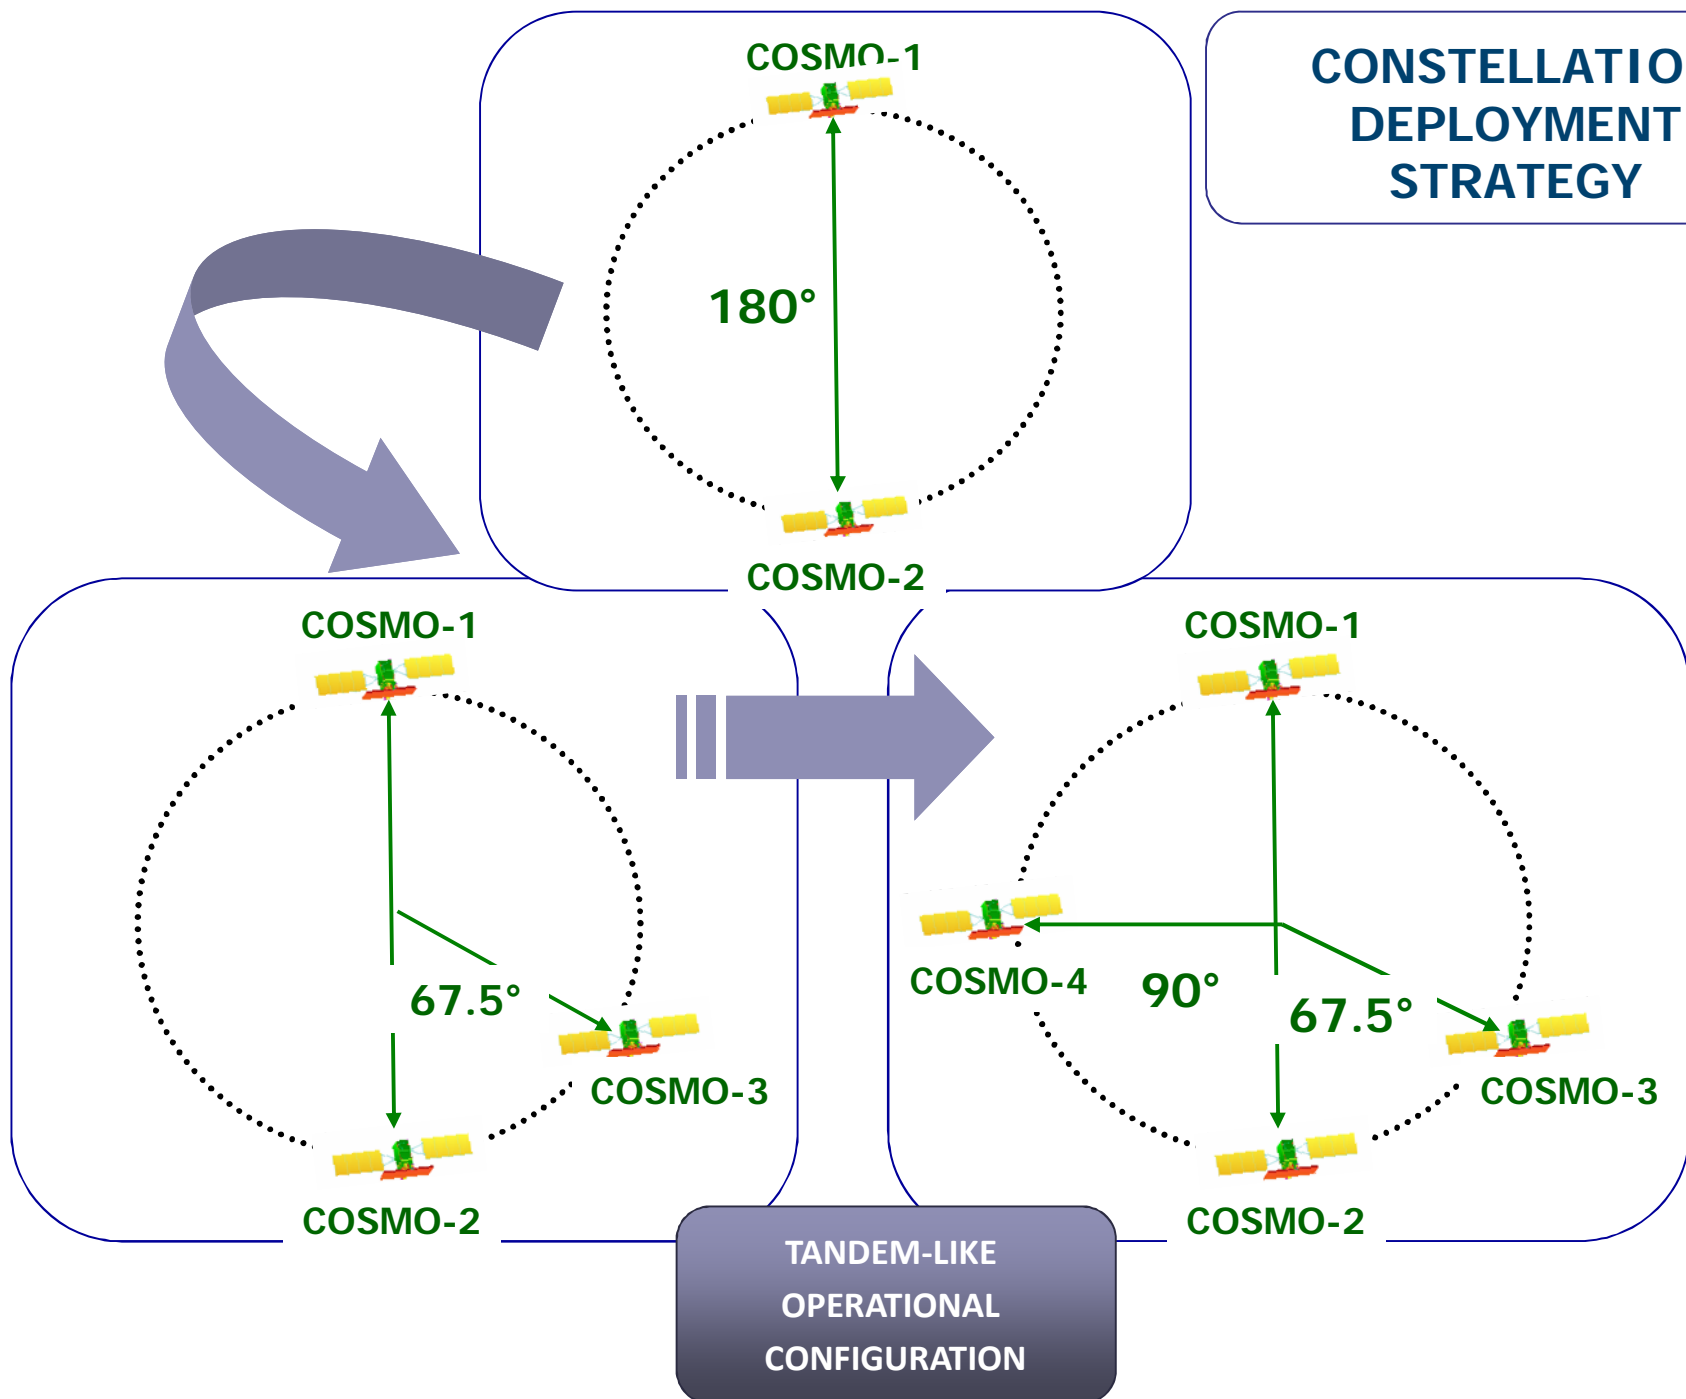 COSMO-1
CONSTELLATIO
DEPLOYMENT
STRATEGY
180°
COSMO-2
COSMO-1
67.5°
COSMO-3
COSMO-2
COSMO-1
COSMO-4
90°
67.5°
COSMO-3
COSMO-2
TANDEM-LIKE
OPERATIONAL
CONFIGURATION